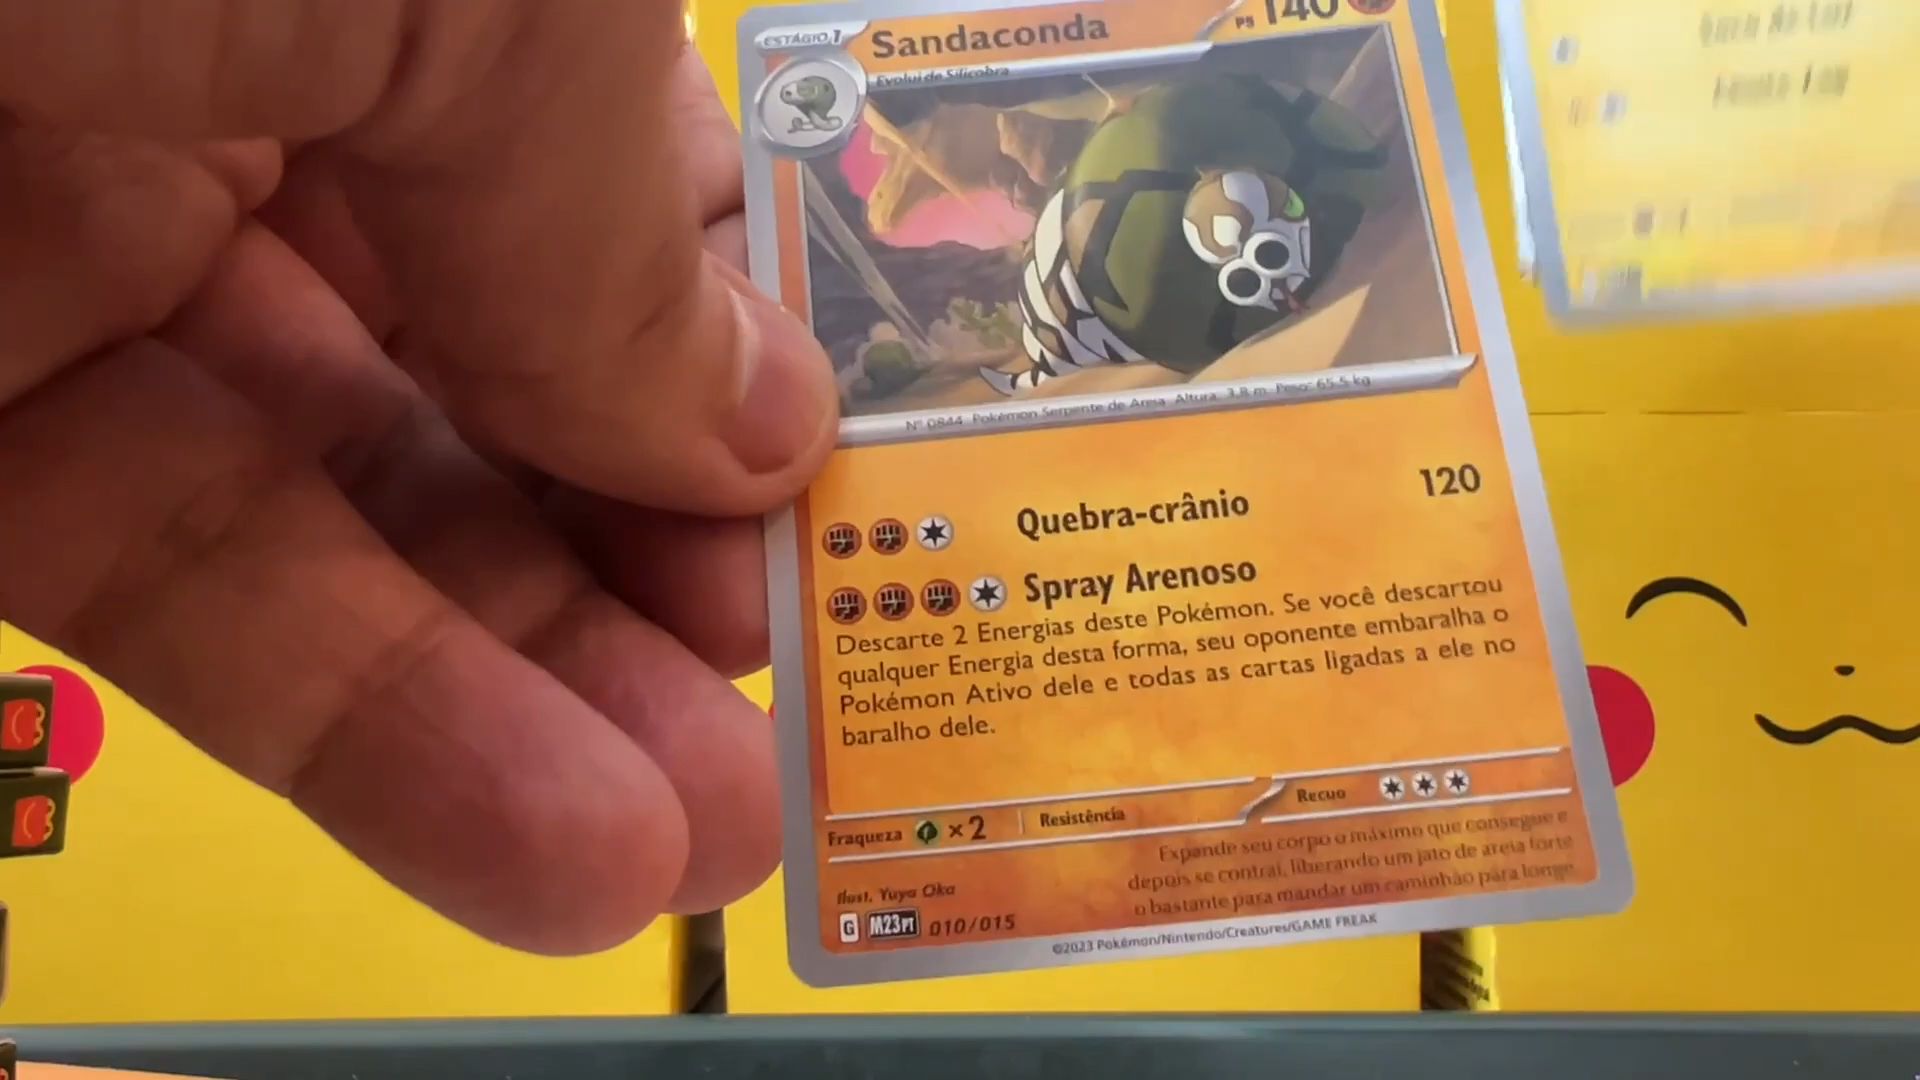 ESTÁGIO 1
Sandaconda
PS 140
Evolui de Silicobra
Nº 0844 Pokémon Serpente de Areia Altura: 3.8 m Peso: 65.5 kg
Quebra-crânio 120
Spray Arenoso
Descarte 2 Energias deste Pokémon. Se você descartou
qualquer Energia desta forma, seu oponente embaralha o
Pokémon Ativo dele e todas as cartas ligadas a ele no
baralho dele.
Fraqueza ×2 Resistência Recuo
Expande seu corpo o máximo que consegue e
depois se contrai, liberando um jato de areia forte
o bastante para mandar um caminhão para longe.
Ilust. Yuya Oka
G M23 PT 010/015
©2023 Pokémon/Nintendo/Creatures/GAME FREAK